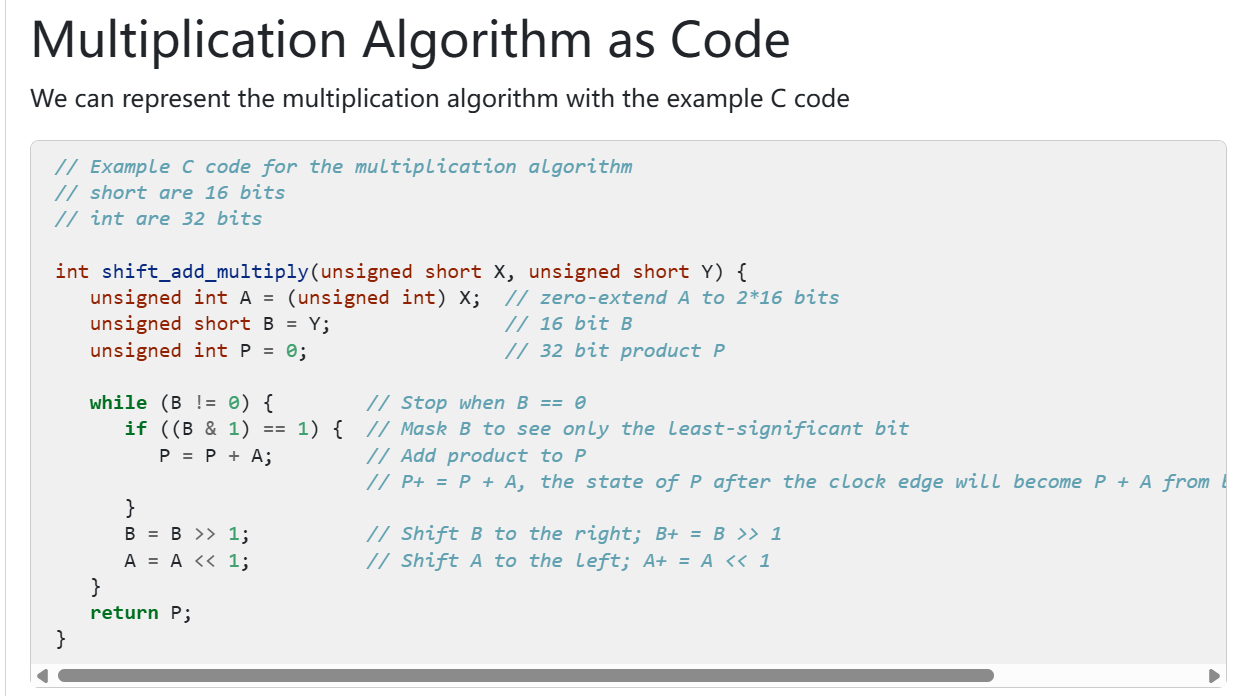 Multiplication Algorithm as Code
We can represent the multiplication algorithm with the example C code
// Example C code for the multiplication algorithm
// short are 16 bits
// int are 32 bits
int shift_add_multiply(unsigned short X, unsigned short Y) {
unsigned int A = (unsigned int) X; // zero-extend A to 2*16 bits
unsigned short B = Y; // 16 bit B
unsigned int P = 0; // 32 bit product P
while (B != 0) { // Stop when B == 0
if ((B & 1) == 1) { // Mask B to see only the least-significant bit
P = P + A; // Add product to P
// P+ = P + A, the state of P after the clock edge will become P + A from
}
B = B >> 1; // Shift B to the right; B+ = B >> 1
A = A << 1; // Shift A to the left; A+ = A << 1
}
return P;
}